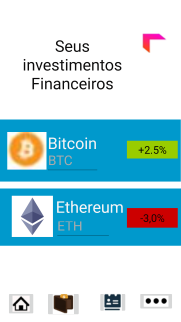 Seus
investimentos
Financeiros
Bitcoin
BTC
+2.5%
Ethereum
ETH
-3,0%